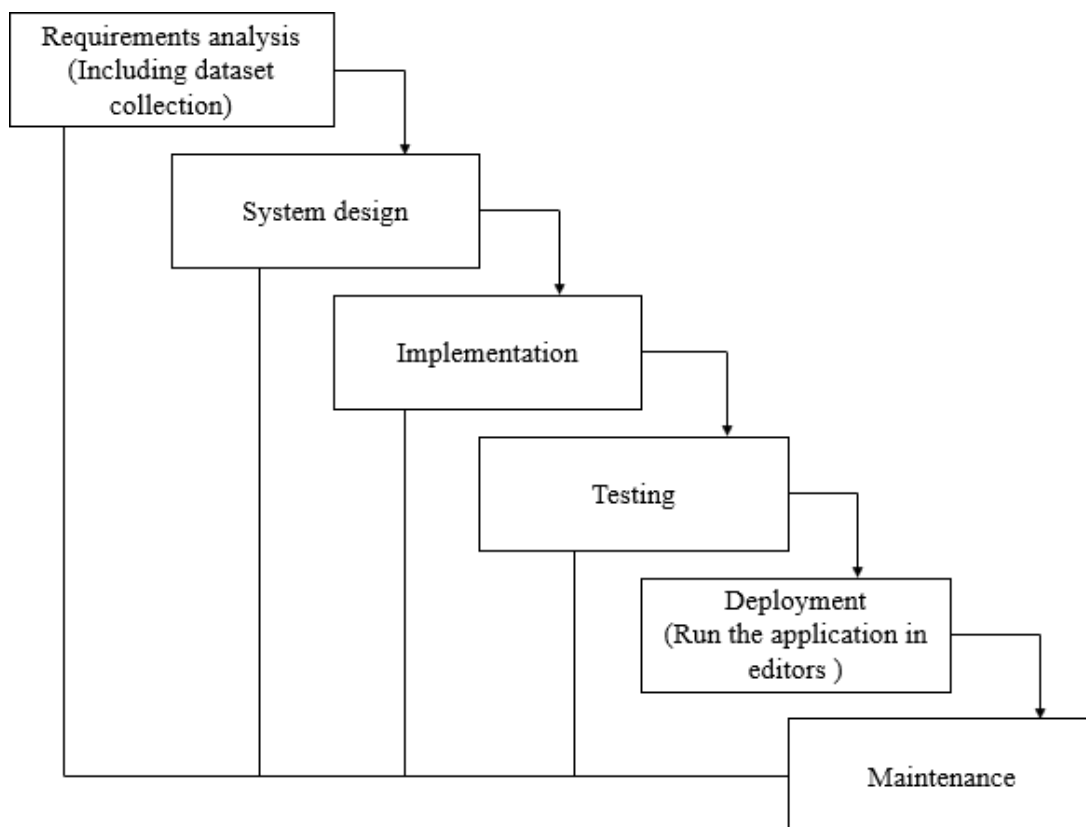 Requirements analysis
(Including dataset
collection)
System design
Implementation
Testing
Deployment
(Run the application in
editors )
Maintenance